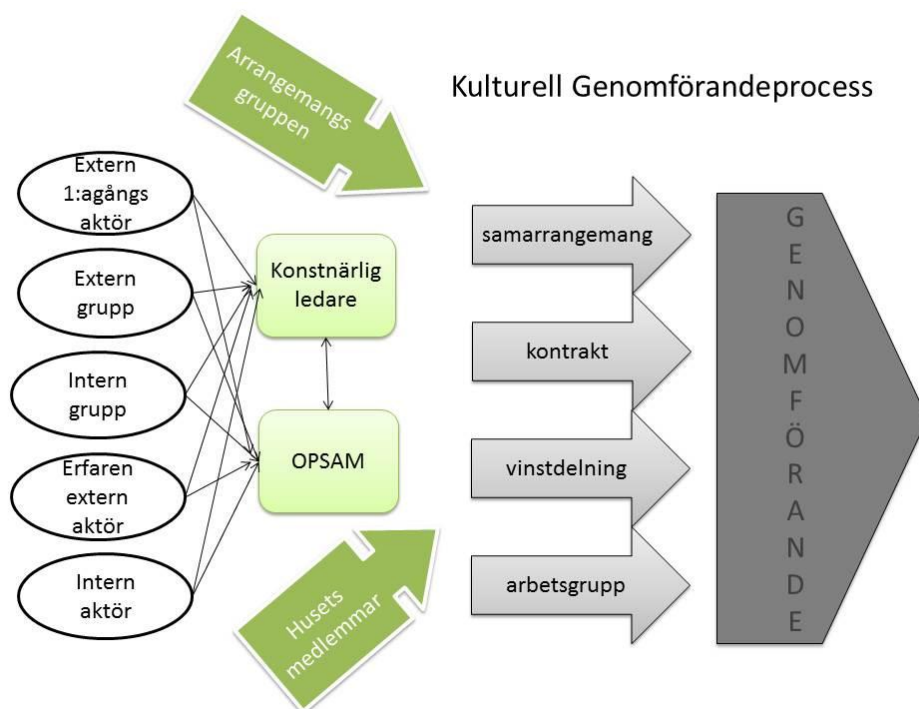 Arrangemangs
gruppen
Kulturell Genomförandeprocess
Extern
1:agångs
aktör
Extern
grupp
Intern
grupp
Erfaren
extern
aktör
Intern
aktör
Konstnärlig
ledare
OPSAM
Husets
medlemmar
samarrangemang
kontrakt
vinstdelning
arbetsgrupp
GENOMFÖRANDE